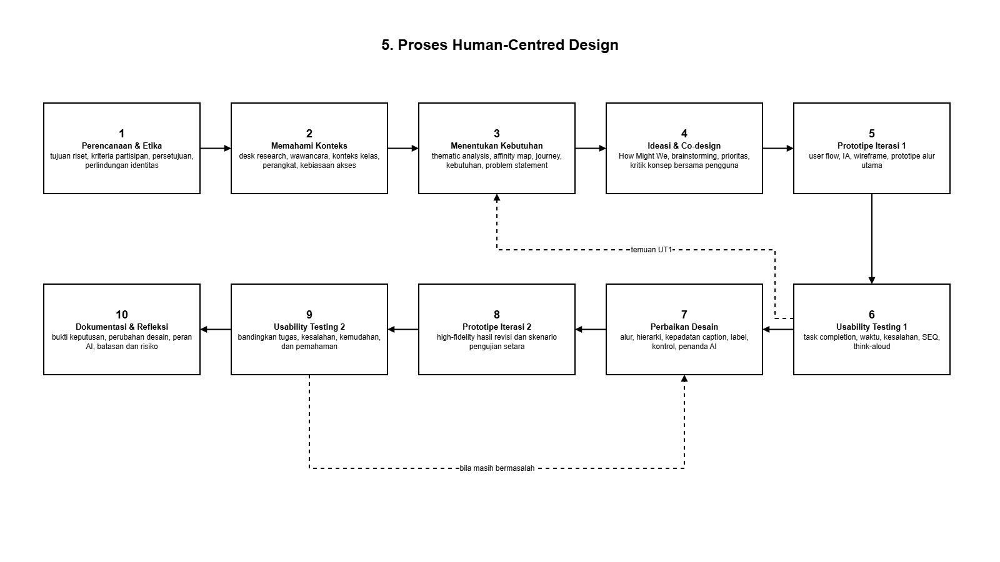 5. Proses Human-Centred Design
1
Perencanaan & Etika
tujuan riset, kriteria partisipan, persetujuan,
perlindungan identitas
2
Memahami Konteks
desk research, wawancara, konteks kelas,
perangkat, kebiasaan akses
3
Menentukan Kebutuhan
thematic analysis, affinity map, journey,
kebutuhan, problem statement
4
Ideasi & Co-design
How Might We, brainstorming, prioritas,
kritik konsep bersama pengguna
5
Prototipe Iterasi 1
user flow, IA, wireframe, prototipe alur
utama
temuan UT1
10
Dokumentasi & Refleksi
bukti keputusan, perubahan desain, peran
AI, batasan dan risiko
9
Usability Testing 2
bandingkan tugas, kesalahan, kemudahan,
dan pemahaman
8
Prototipe Iterasi 2
high-fidelity hasil revisi dan skenario
pengujian setara
7
Perbaikan Desain
alur, hierarki, kepadatan caption, label,
kontrol, penanda AI
6
Usability Testing 1
task completion, waktu, kesalahan, SEQ,
think-aloud
bila masih bermasalah